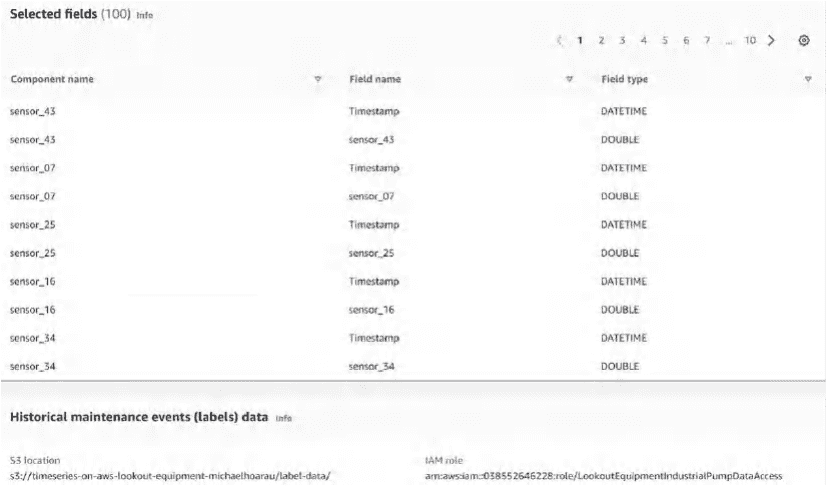 Selected fields (100) Info
< 1 2 3 4 5 6 7 ... 10 >
Component name Field name Field type
sensor_43 Timestamp DATETIME
sensor_43 sensor_43 DOUBLE
sensor_07 Timestamp DATETIME
sensor_07 sensor_07 DOUBLE
sensor_25 Timestamp DATETIME
sensor_25 sensor_25 DOUBLE
sensor_16 Timestamp DATETIME
sensor_16 sensor_16 DOUBLE
sensor_34 Timestamp DATETIME
sensor_34 sensor_34 DOUBLE
Historical maintenance events (labels) data Info
S3 location IAM role
s3://timeseries-on-aws-lookout-equipment-michaelhoarau/label-data/ arn:aws:iam::038552646228:role/LookoutEquipmentIndustrialPumpDataAccess